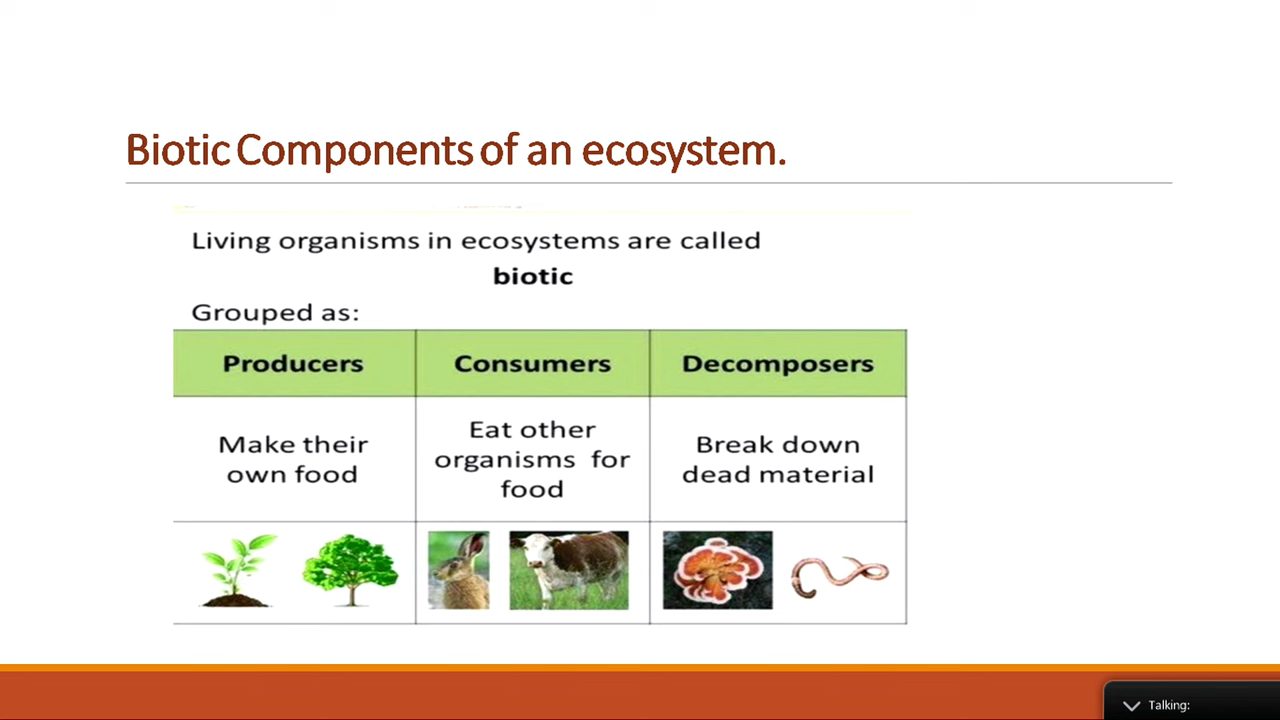 Biotic Components of an ecosystem.
Living organisms in ecosystems are called
biotic
Grouped as:
Producers
Consumers
Decomposers
Make their
own food
Eat other
organisms for
food
Break down
dead material
Talking: